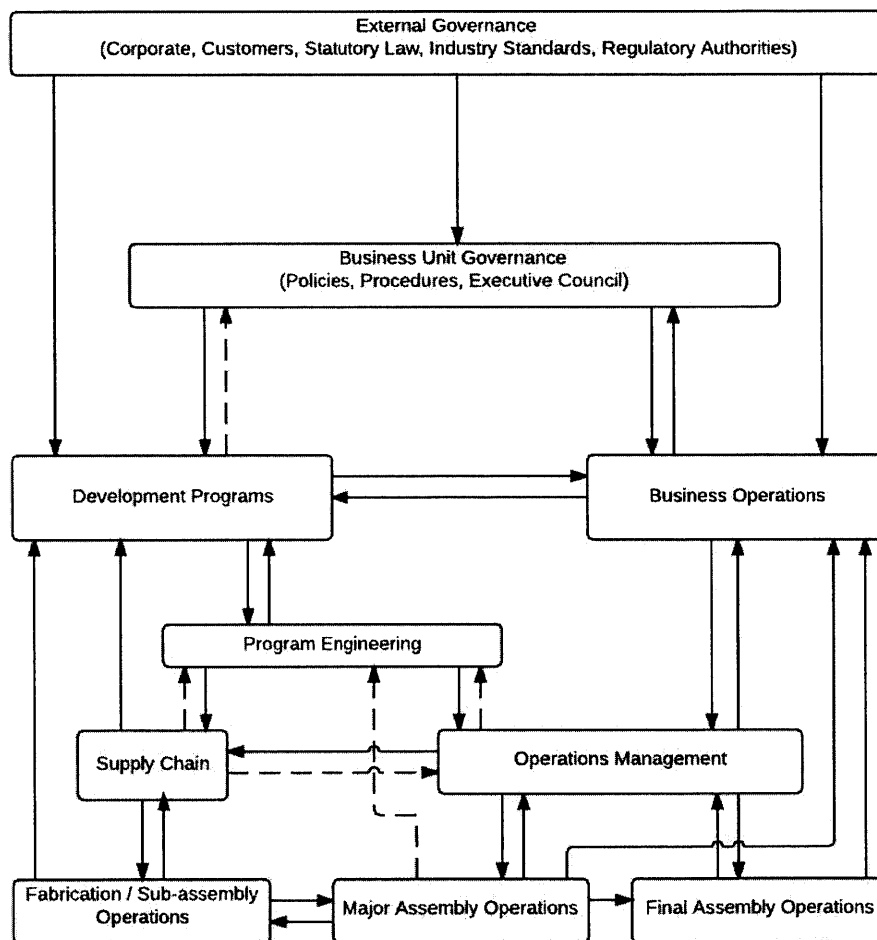 External Governance
(Corporate, Customers, Statutory Law, Industry Standards, Regulatory Authorities)
Business Unit Governance
(Policies, Procedures, Executive Council)
Development Programs
Business Operations
Program Engineering
Supply Chain
Operations Management
Fabrication / Sub-assembly
Operations
Major Assembly Operations
Final Assembly Operations